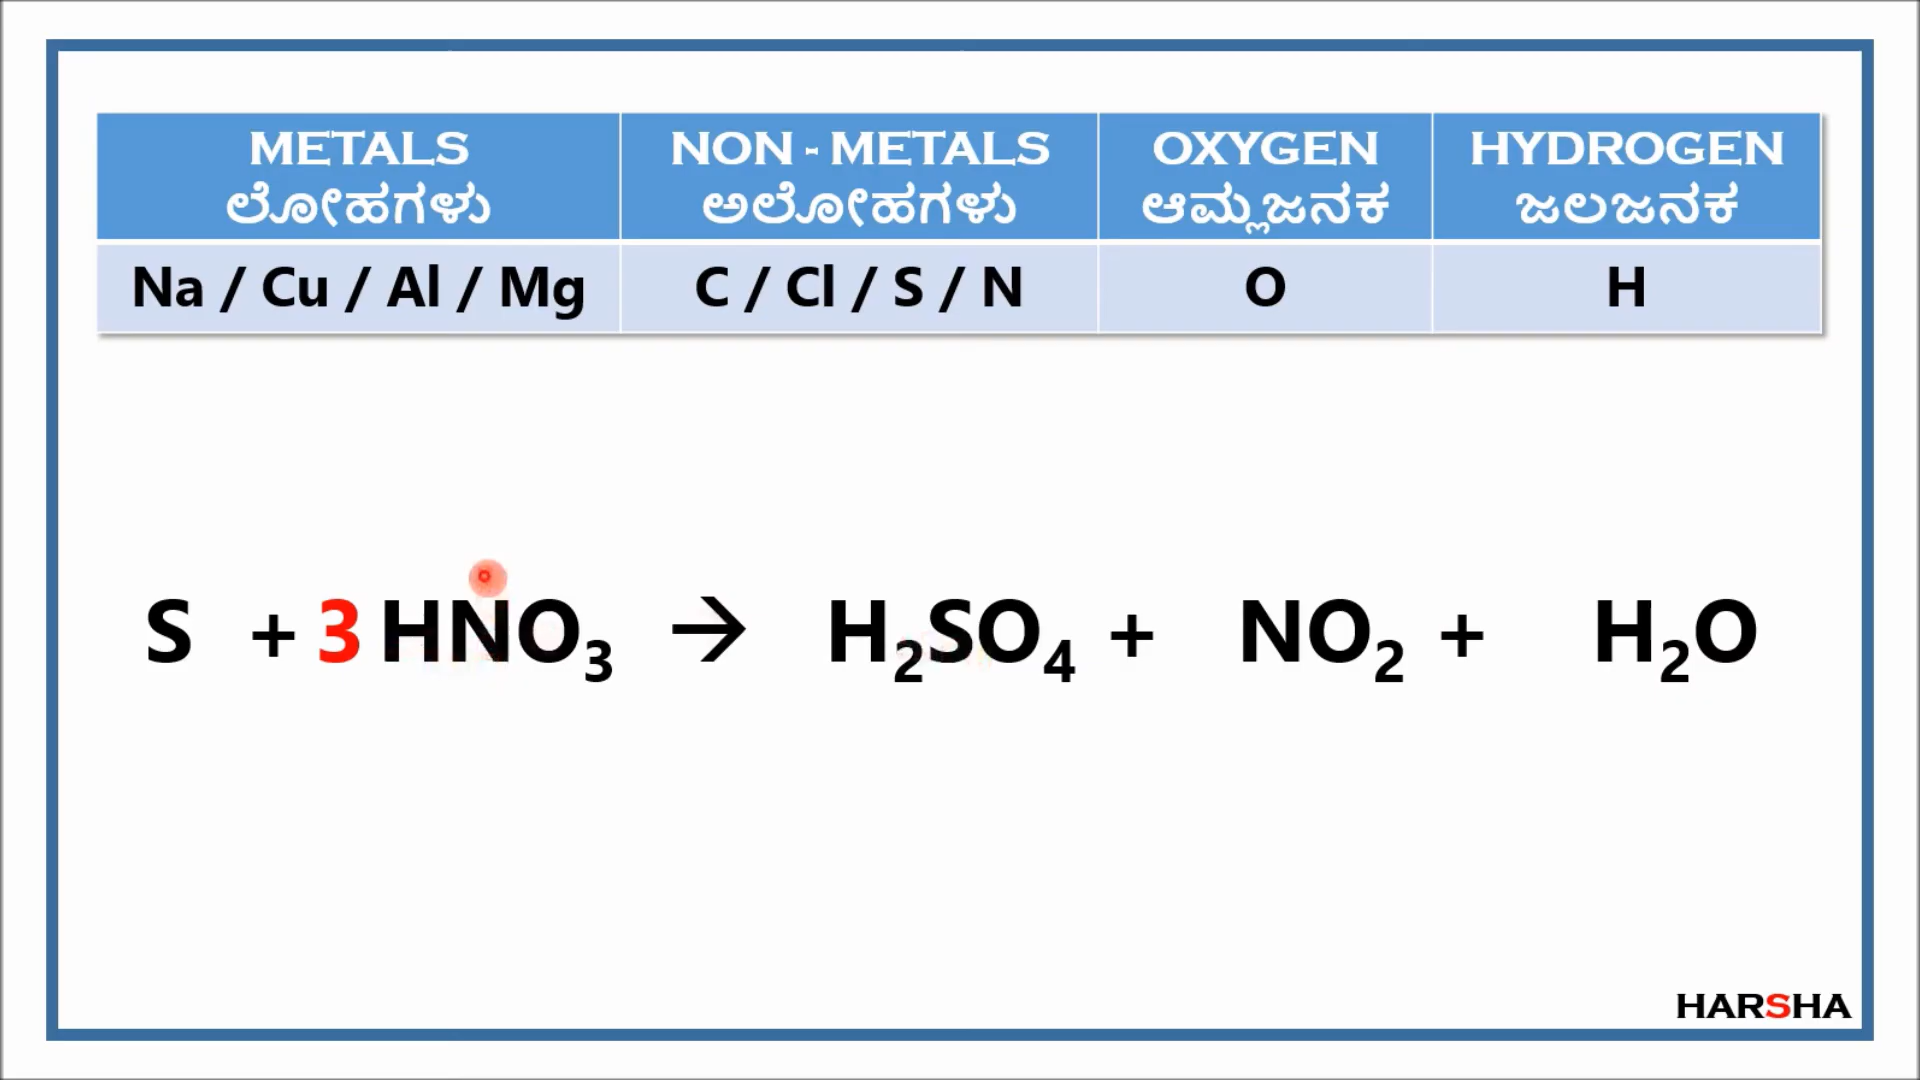 METALS NON - METALS OXYGEN HYDROGEN
ಲೋಹಗಳು ಅಲೋಹಗಳು ಆಮ್ಲಜನಕ ಜಲಜನಕ
Na / Cu / Al / Mg C / Cl / S / N O H
S + 3 HNO₃ → H₂SO₄ + NO₂ + H₂O
HARSHA